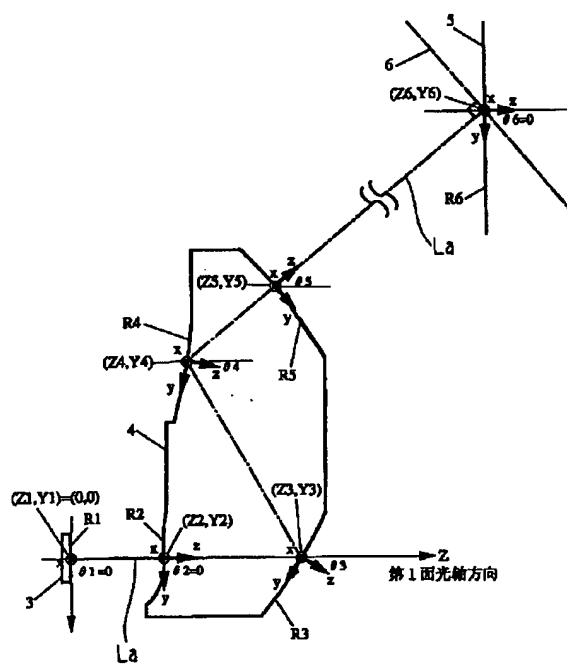 5
6
(Z6,Y6)
x
z
θ6=0
y
R6
La
(Z5,Y5)
x
z
θ5
y
R4
R5
(Z4,Y4)
x
z
θ4
y
4
(Z1,Y1)=(0,0)
R1
R2
(Z2,Y2)
(Z3,Y3)
x
z
x
Z
θ1=0
θ2=0
θ3
第1面光轴方向
3
y
y
z
R3
La